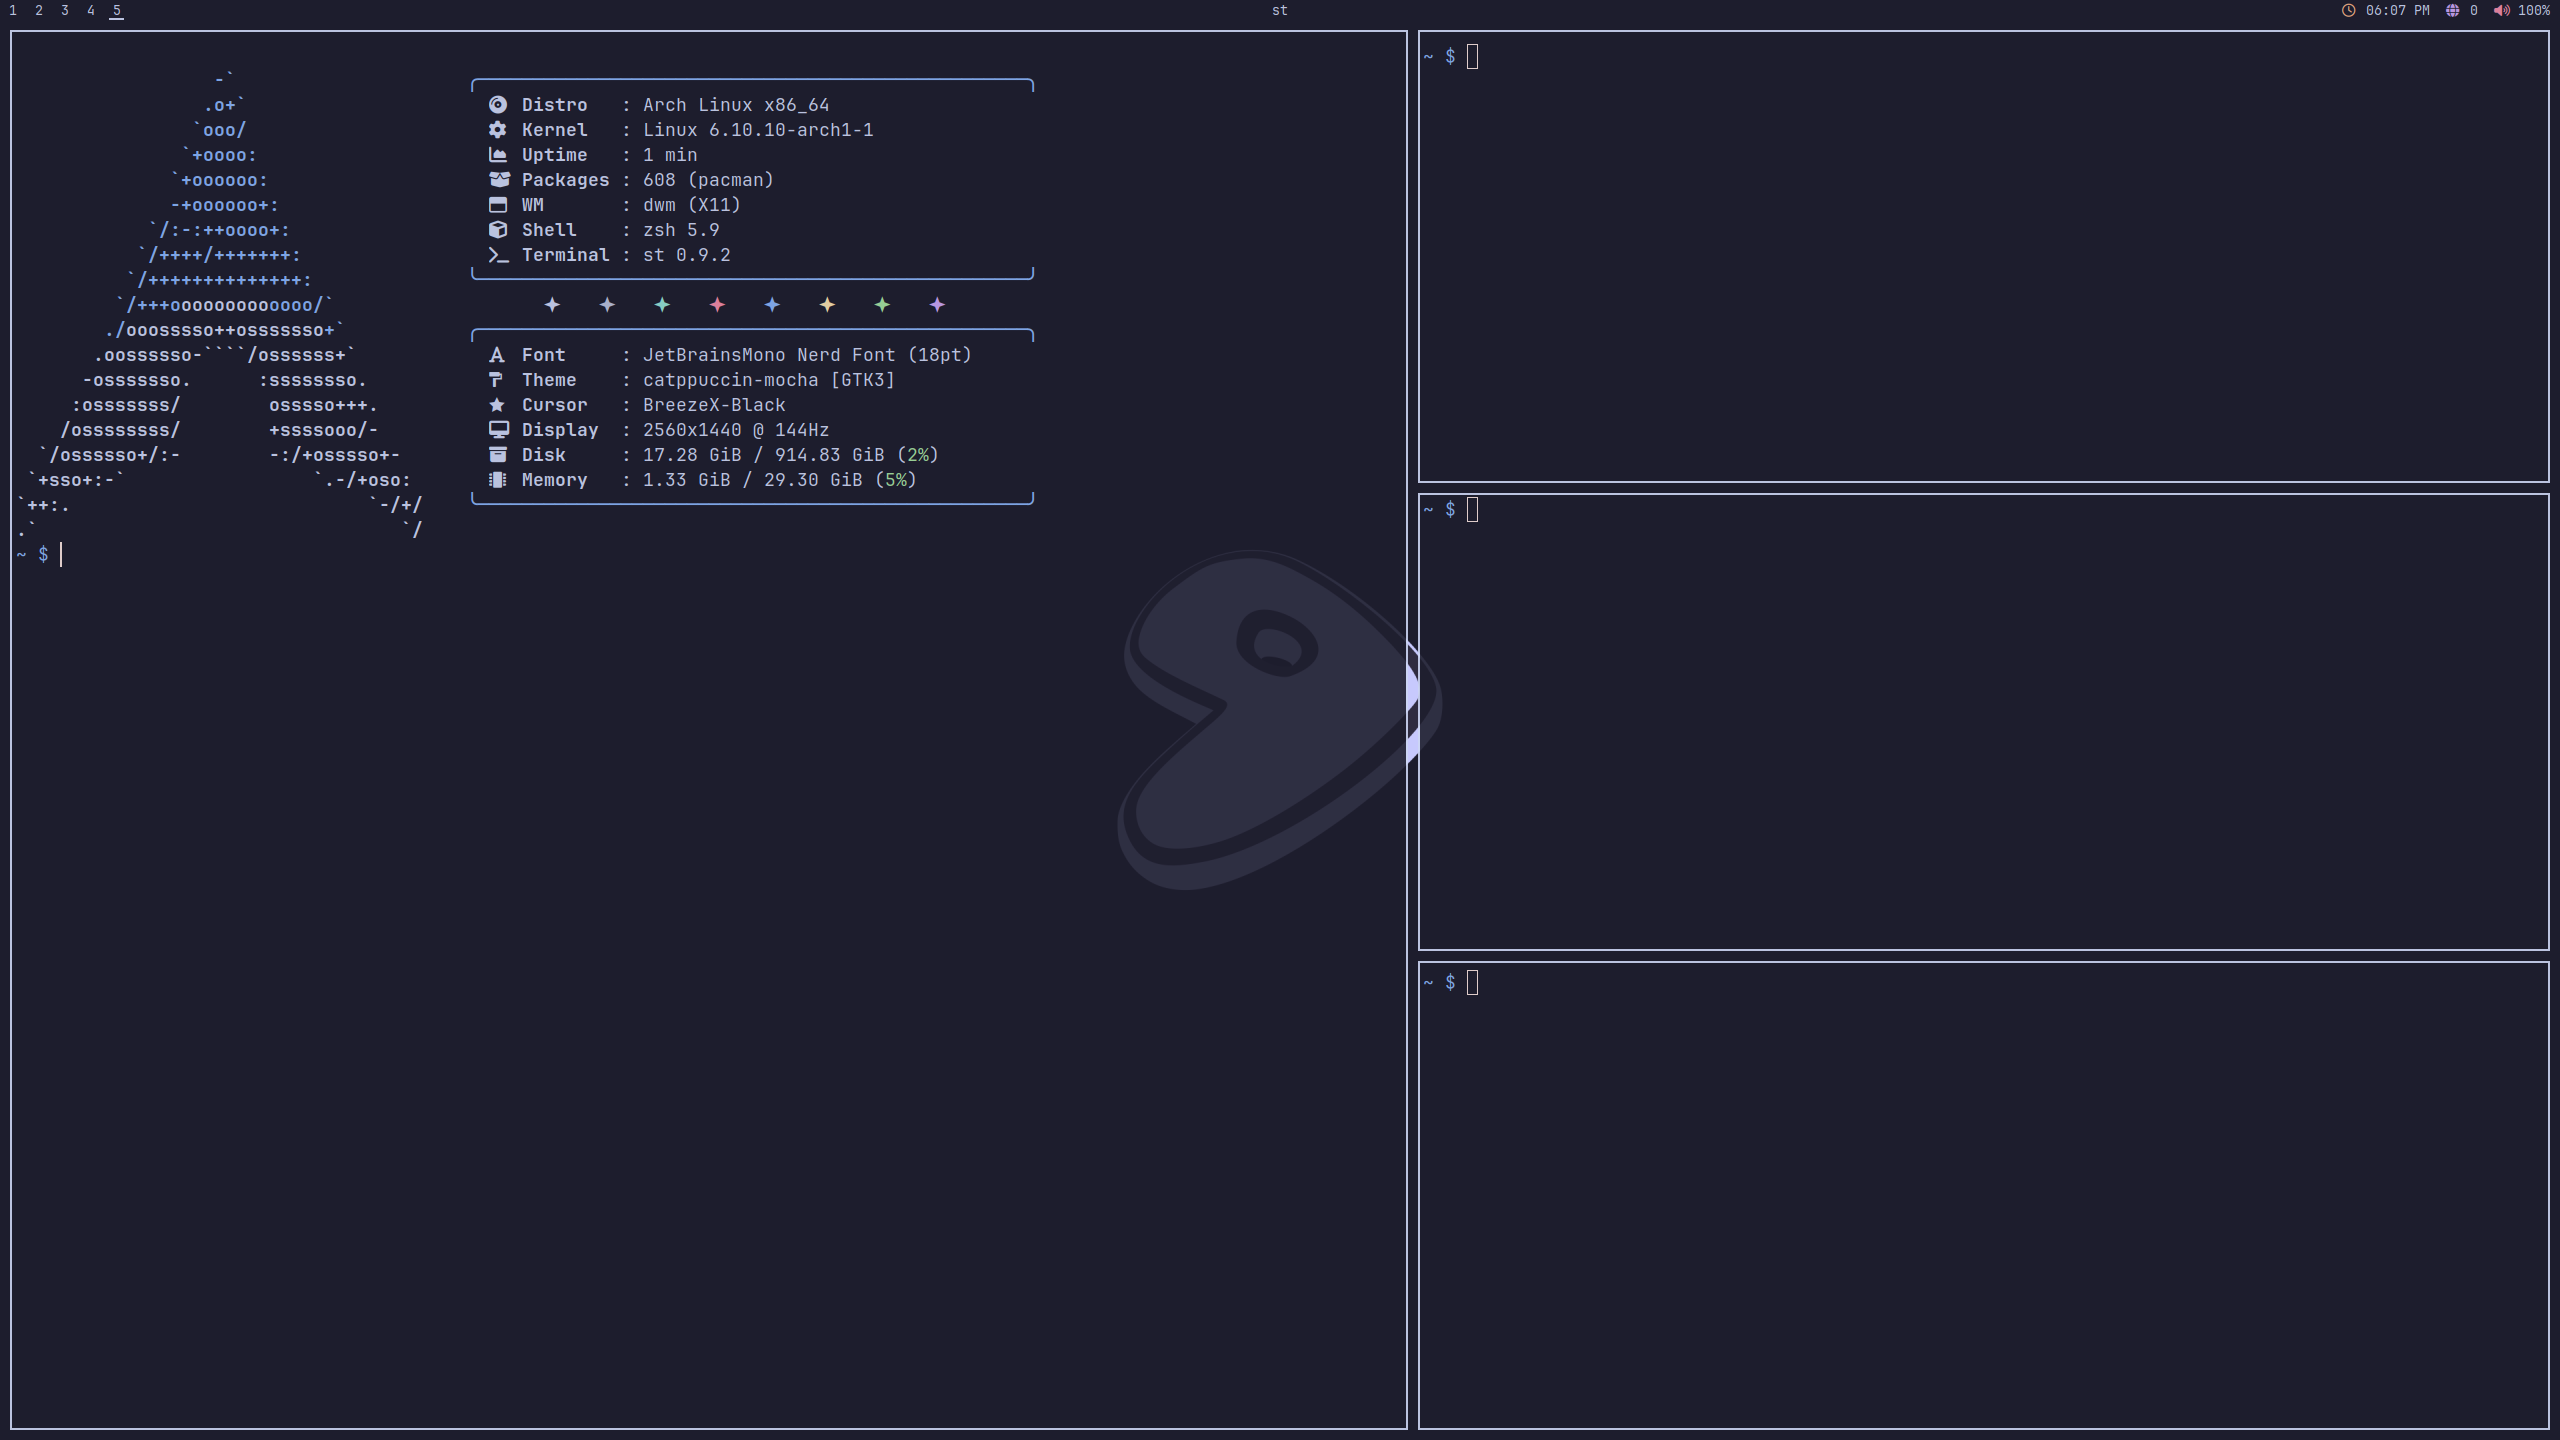 1 2 3 4 5
st
06:07 PM 0 100%
-`
.o+`
`ooo/
`+oooo:
`+oooooo:
-+oooooo+:
`/:-:++oooo+:
`/++++/+++++++:
`/++++++++++++++:
`/+++ooooooooooooo/`
./ooosssso++osssssso+`
.oossssso-````/ossssss+`
-osssssso. :ssssssso.
:osssssss/ osssso+++.
/ossssssss/ +ssssooo/-
`/ossssso+/:- -:/+osssso+-
`+sso+:-` `.-/+oso:
`++:. `-/+/
.` `/
Distro : Arch Linux x86_64
Kernel : Linux 6.10.10-arch1-1
Uptime : 1 min
Packages : 608 (pacman)
WM : dwm (X11)
Shell : zsh 5.9
Terminal : st 0.9.2
Font : JetBrainsMono Nerd Font (18pt)
Theme : catppuccin-mocha [GTK3]
Cursor : BreezeX-Black
Display : 2560x1440 @ 144Hz
Disk : 17.28 GiB / 914.83 GiB (2%)
Memory : 1.33 GiB / 29.30 GiB (5%)
~ $
~ $
~ $
~ $